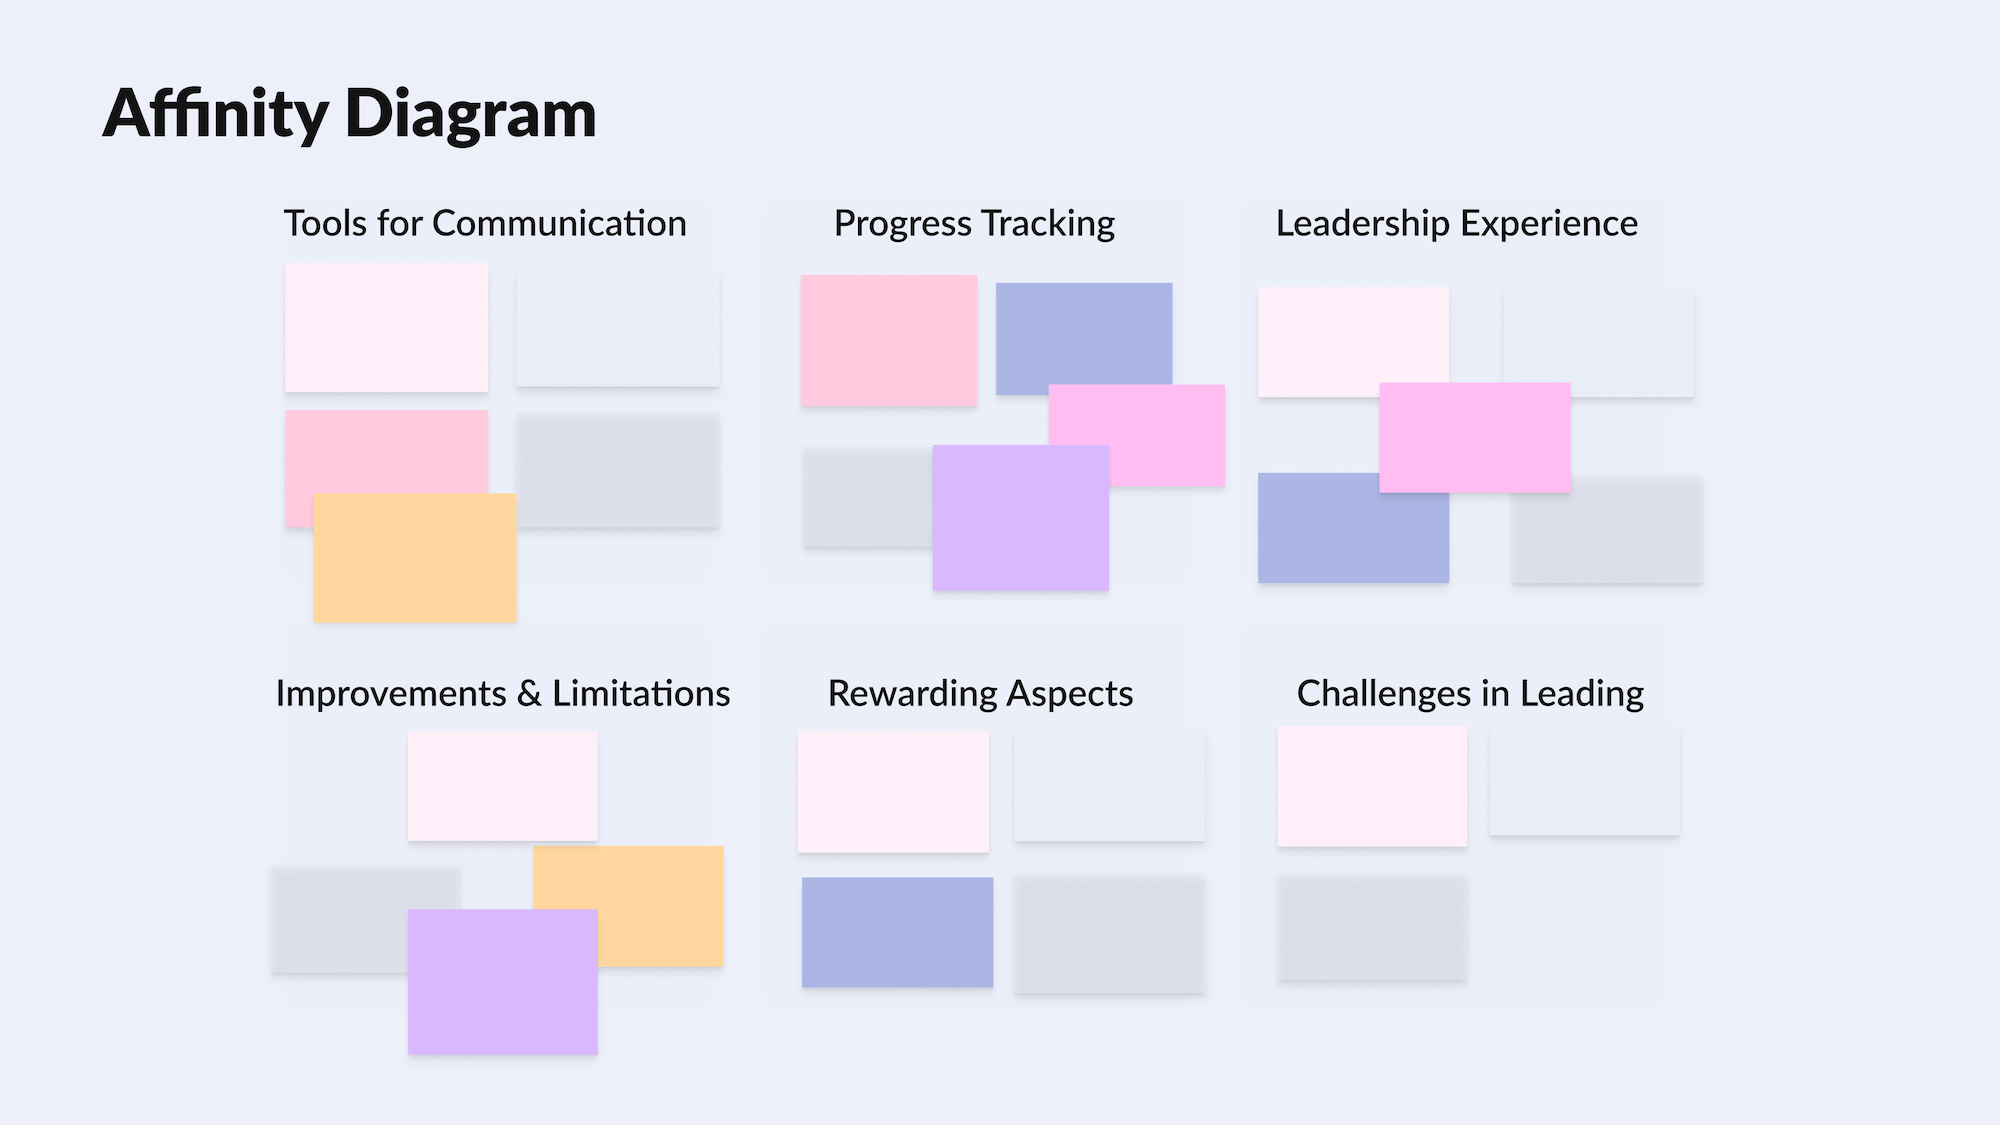 Affinity Diagram
Tools for Communication
Progress Tracking
Leadership Experience
Improvements & Limitations
Rewarding Aspects
Challenges in Leading